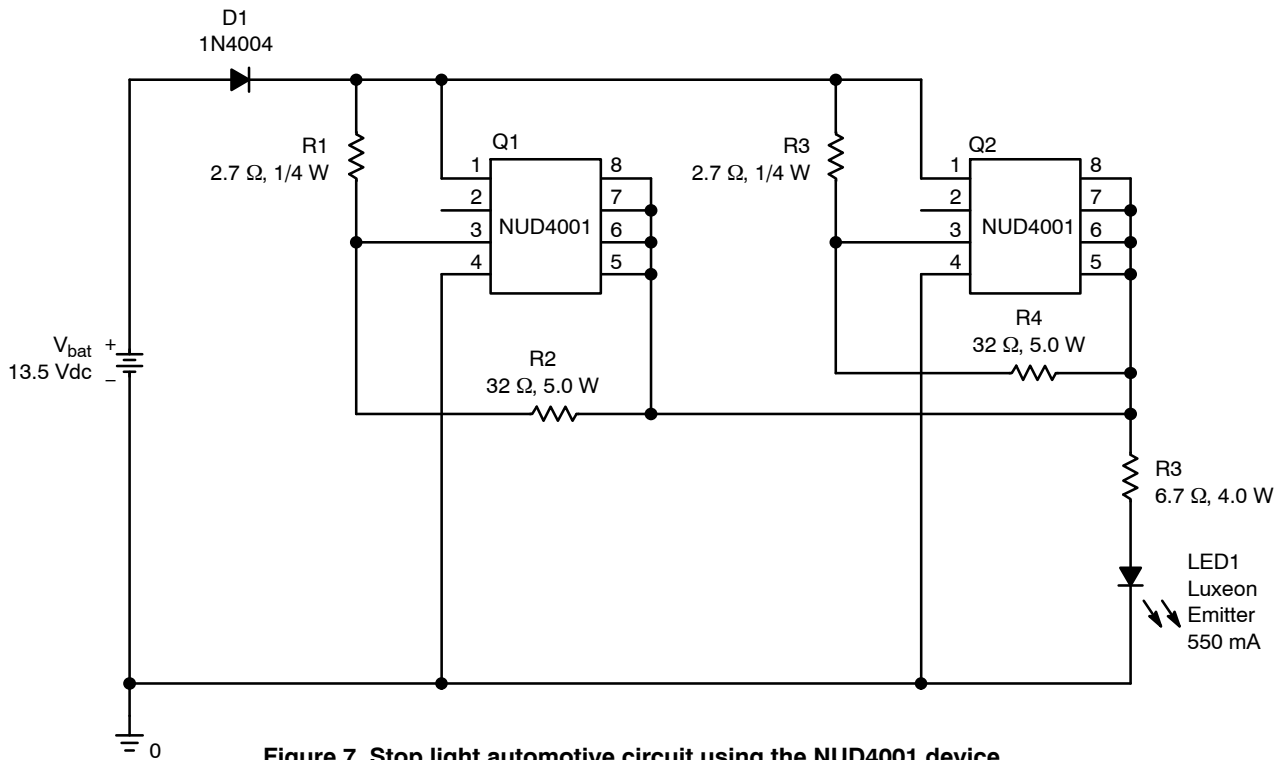 D1
1N4004
R1
2.7 Ω, 1/4 W
Q1
1
2
3
4
NUD4001
8
7
6
5
R3
2.7 Ω, 1/4 W
Q2
1
2
3
4
NUD4001
8
7
6
5
R4
32 Ω, 5.0 W
R2
32 Ω, 5.0 W
Vbat
13.5 Vdc
+
–
R3
6.7 Ω, 4.0 W
LED1
Luxeon
Emitter
550 mA
0
Figure 7. Stop light automotive circuit using the NUD4001 device